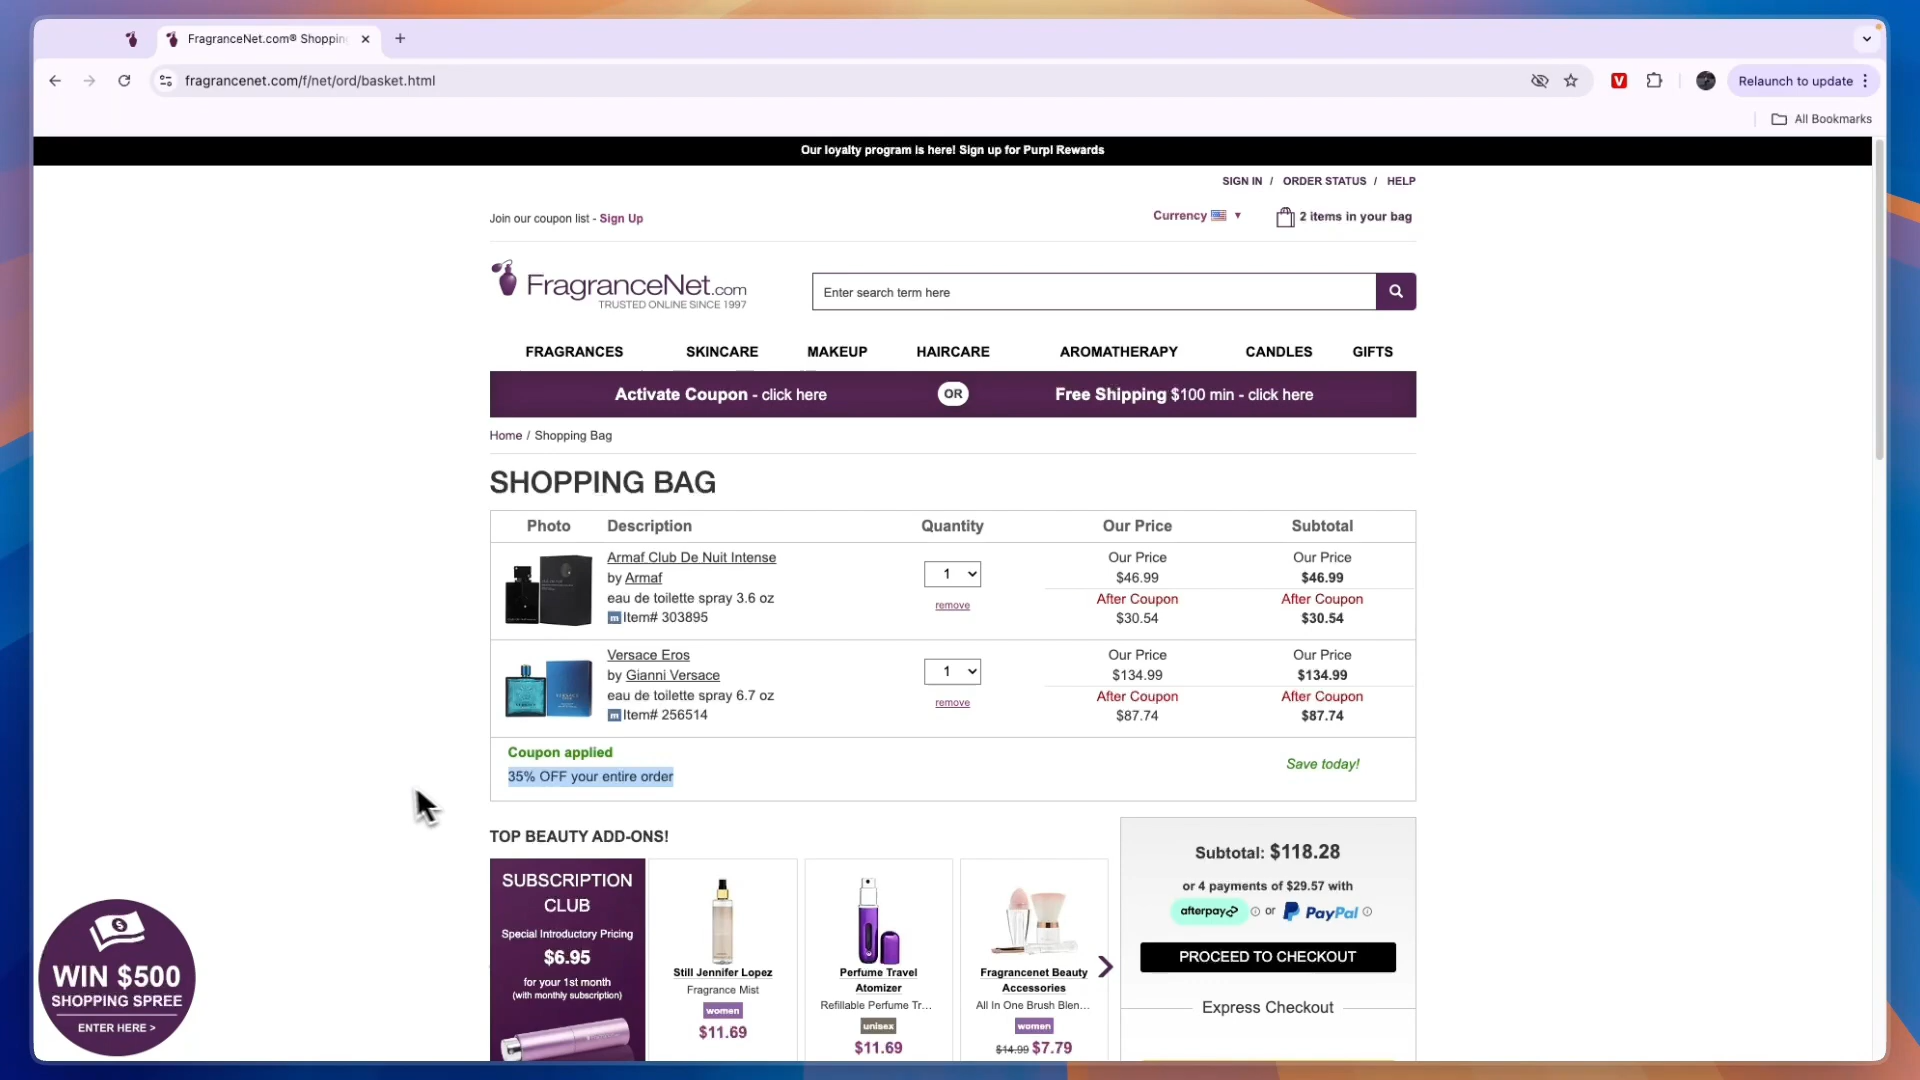 FragranceNet.com® Shoppin
fragrancenet.com/f/net/ord/basket.html
Relaunch to update
All Bookmarks
Our loyalty program is here! Sign up for Purpl Rewards
SIGN IN / ORDER STATUS / HELP
Join our coupon list - Sign Up
Currency
2 items in your bag
FragranceNet.com
TRUSTED ONLINE SINCE 1997
Enter search term here
FRAGRANCES SKINCARE MAKEUP HAIRCARE AROMATHERAPY CANDLES GIFTS
Activate Coupon - click here OR Free Shipping $100 min - click here
Home / Shopping Bag
SHOPPING BAG
Photo Description Quantity Our Price Subtotal
Armaf Club De Nuit Intense
by Armaf
eau de toilette spray 3.6 oz
m Item# 303895
1
remove
Our Price
$46.99
After Coupon
$30.54
Our Price
$46.99
After Coupon
$30.54
Versace Eros
by Gianni Versace
eau de toilette spray 6.7 oz
m Item# 256514
1
remove
Our Price
$134.99
After Coupon
$87.74
Our Price
$134.99
After Coupon
$87.74
Coupon applied
35% OFF your entire order
Save today!
TOP BEAUTY ADD-ONS!
SUBSCRIPTION
CLUB
Special Introductory Pricing
$6.95
for your 1st month
(with monthly subscription)
Still Jennifer Lopez
Fragrance Mist
women
$11.69
Perfume Travel
Atomizer
Refillable Perfume Tr...
unisex
$11.69
Fragrancenet Beauty
Accessories
All In One Brush Blen...
women
$14.99 $7.79
Subtotal: $118.28
or 4 payments of $29.57 with
afterpay or PayPal
PROCEED TO CHECKOUT
Express Checkout
WIN $500
SHOPPING SPREE
ENTER HERE >